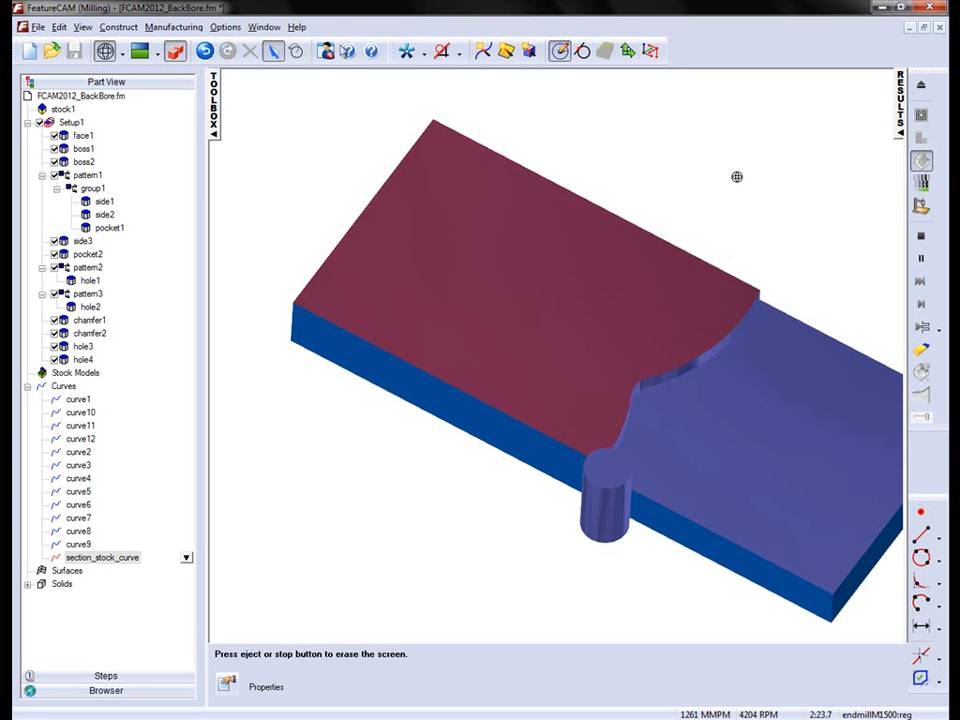 FeatureCAM (Milling) - [FCAM2012_BackBore.fm *]
File Edit View Construct Manufacturing Options Window Help
Part View
FCAM2012_BackBore.fm
stock1
Setup1
face1
boss1
boss2
pattern1
group1
side1
side2
pocket1
side3
pocket2
pattern2
hole1
pattern3
hole2
chamfer1
chamfer2
hole3
hole4
Stock Models
Curves
curve1
curve10
curve11
curve12
curve2
curve3
curve4
curve5
curve6
curve7
curve8
curve9
section_stock_curve
Surfaces
Solids
Steps
Browser
TOOLBOX
RESULTS
Press eject or stop button to erase the screen.
Properties
1261 MMPM 4204 RPM 2:23.7 endmillM1500:reg